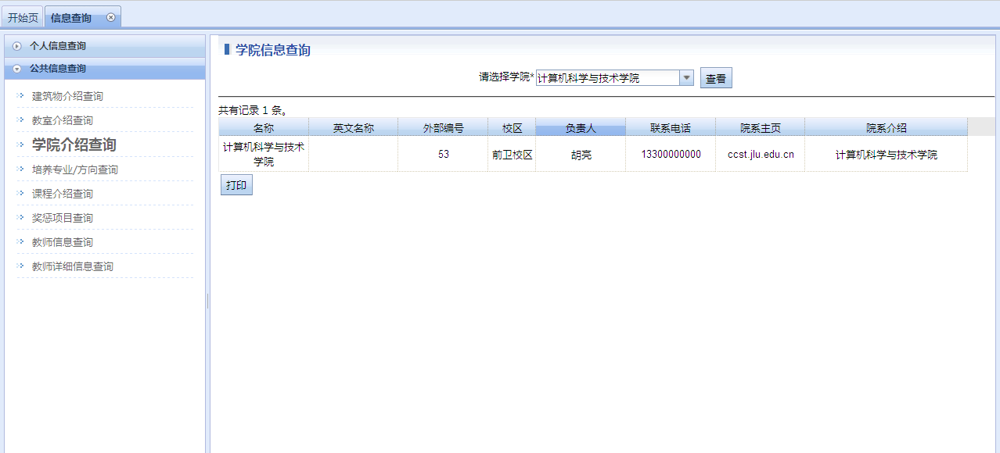 开始页
信息查询
个人信息查询
公共信息查询
建筑物介绍查询
教室介绍查询
学院介绍查询
培养专业/方向查询
课程介绍查询
奖惩项目查询
教师信息查询
教师详细信息查询
学院信息查询
请选择学院* 计算机科学与技术学院 查看
共有记录 1 条。
名称 英文名称 外部编号 校区 负责人 联系电话 院系主页 院系介绍
计算机科学与技术
学院
53 前卫校区 胡亮 13300000000 ccst.jlu.edu.cn 计算机科学与技术学院
打印